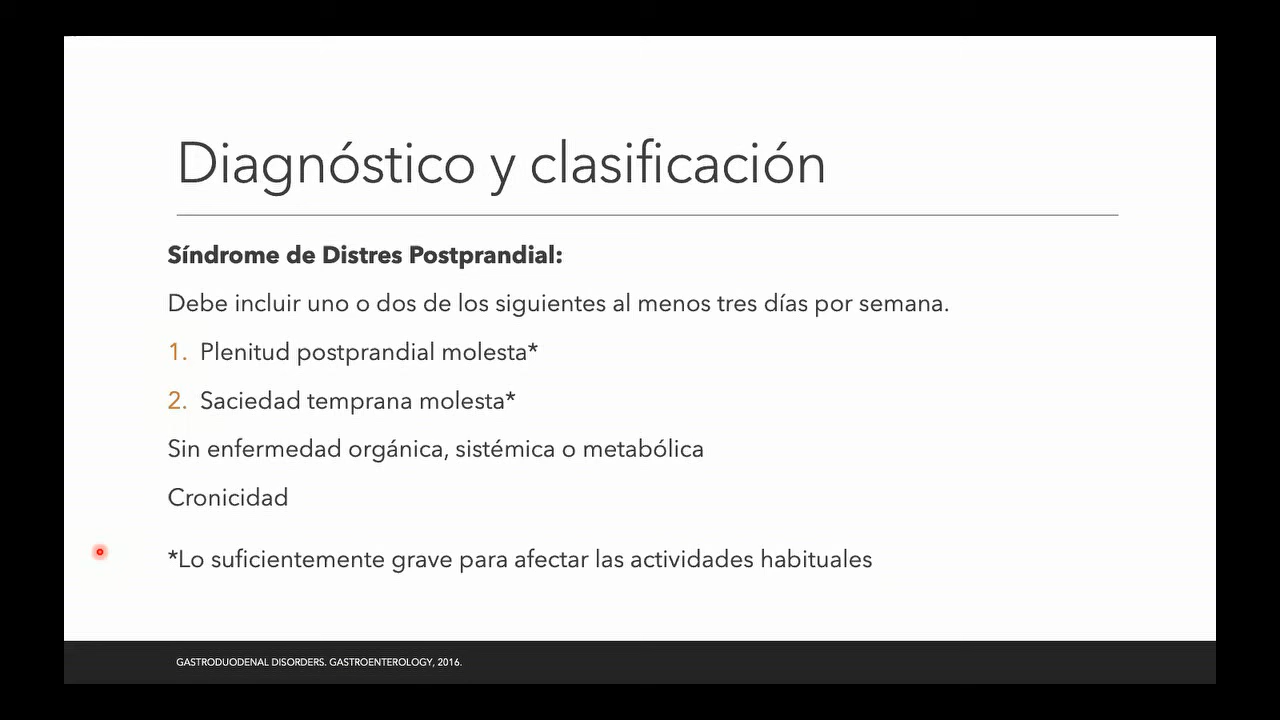 Diagnóstico y clasificación
Síndrome de Distres Postprandial:
Debe incluir uno o dos de los siguientes al menos tres días por semana.
1. Plenitud postprandial molesta*
2. Saciedad temprana molesta*
Sin enfermedad orgánica, sistémica o metabólica
Cronicidad
*Lo suficientemente grave para afectar las actividades habituales
GASTRODUODENAL DISORDERS. GASTROENTEROLOGY, 2016.